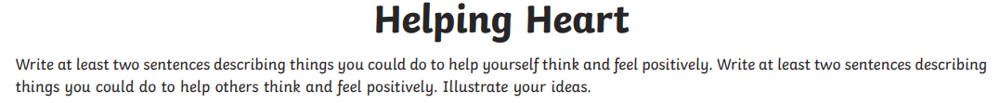 Helping Heart
Write at least two sentences describing things you could do to help yourself think and feel positively. Write at least two sentences describing
things you could do to help others think and feel positively. Illustrate your ideas.